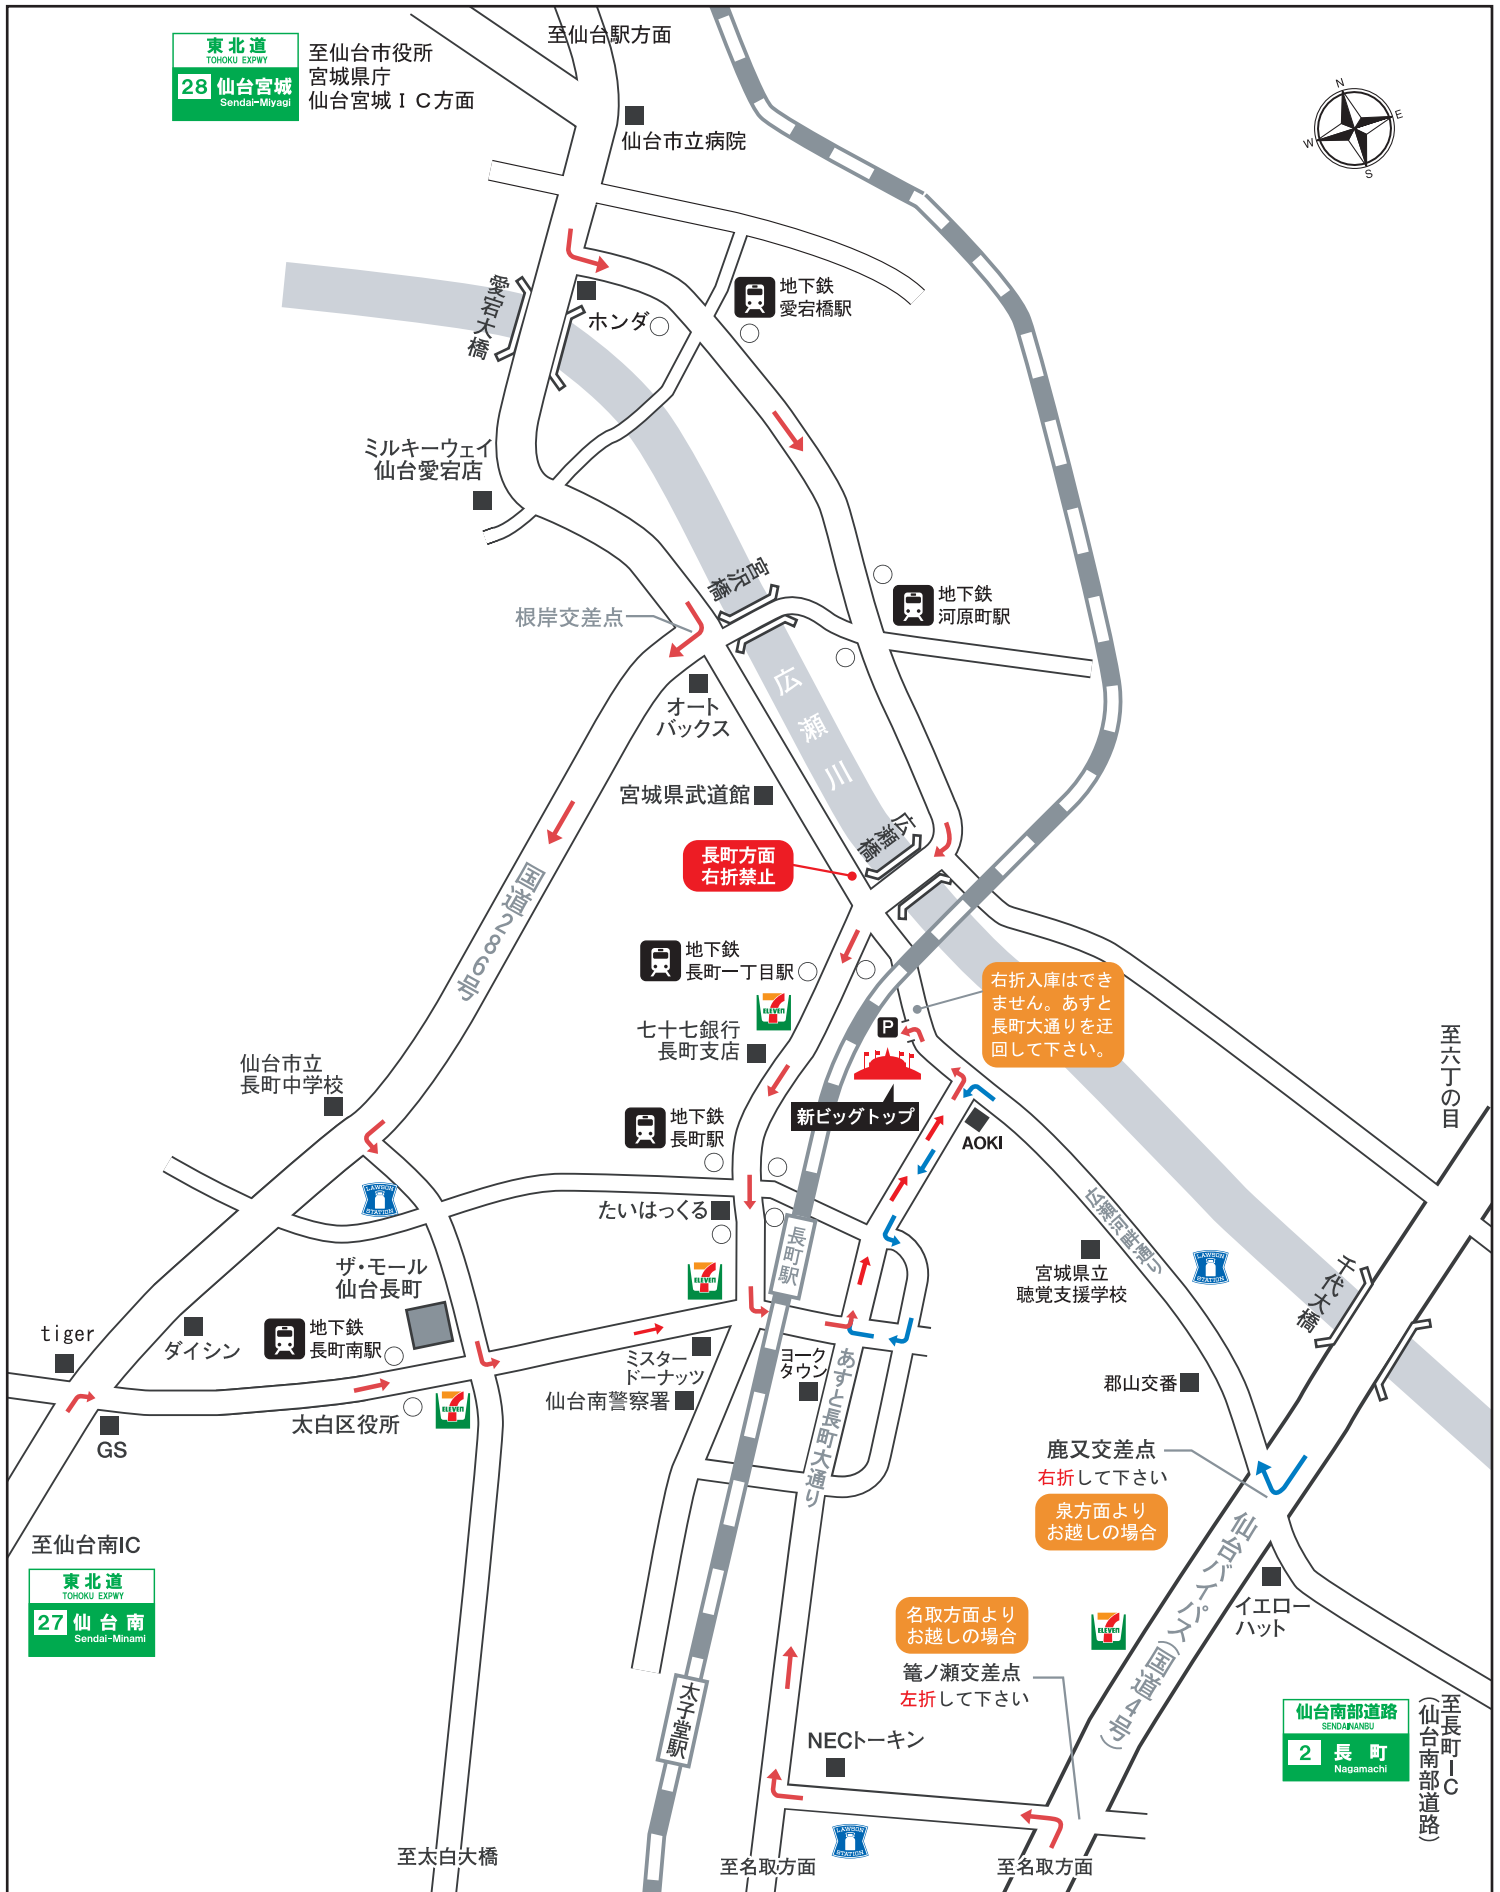 至仙台駅方面
東北道
TOHOKU EXPWY
28 仙台宮城
Sendai-Miyagi
至仙台市役所
宮城県庁
仙台宮城ＩＣ方面
仙台市立病院
N
E
W
S
愛宕大橋
ホンダ
地下鉄
愛宕橋駅
ミルキーウェイ
仙台愛宕店
宮沢橋
根岸交差点
地下鉄
河原町駅
オート
バックス
広瀬川
宮城県武道館
広瀬橋
長町方面
右折禁止
国道286号
地下鉄
長町一丁目駅
右折入庫はでき
ません。あすと
長町大通りを迂
回して下さい。
7 ELEVEN
七十七銀行
長町支店
P
新ビッグトップ
至六丁の目
仙台市立
長町中学校
地下鉄
長町駅
AOKI
LAWSON
STATION
たいはっくる
長町駅
広瀬河畔通り
宮城県立
聴覚支援学校
LAWSON
STATION
千代大橋
ザ・モール
仙台長町
7 ELEVEN
tiger
ダイシン
地下鉄
長町南駅
ミスター
ドーナッツ
ヨーク
タウン
あすと長町大通り
仙台南警察署
郡山交番
太白区役所
7 ELEVEN
GS
鹿又交差点
右折して下さい
泉方面より
お越しの場合
仙台バイパス(国道4号)
至仙台南IC
東北道
TOHOKU EXPWY
27 仙台南
Sendai-Minami
イエロー
ハット
名取方面より
お越しの場合
7 ELEVEN
篭ノ瀬交差点
左折して下さい
太子堂駅
NECトーキン
仙台南部道路
SENDAINANBU
2 長町
Nagamachi
至長町IC
(仙台南部道路)
LAWSON
STATION
至太白大橋
至名取方面
至名取方面